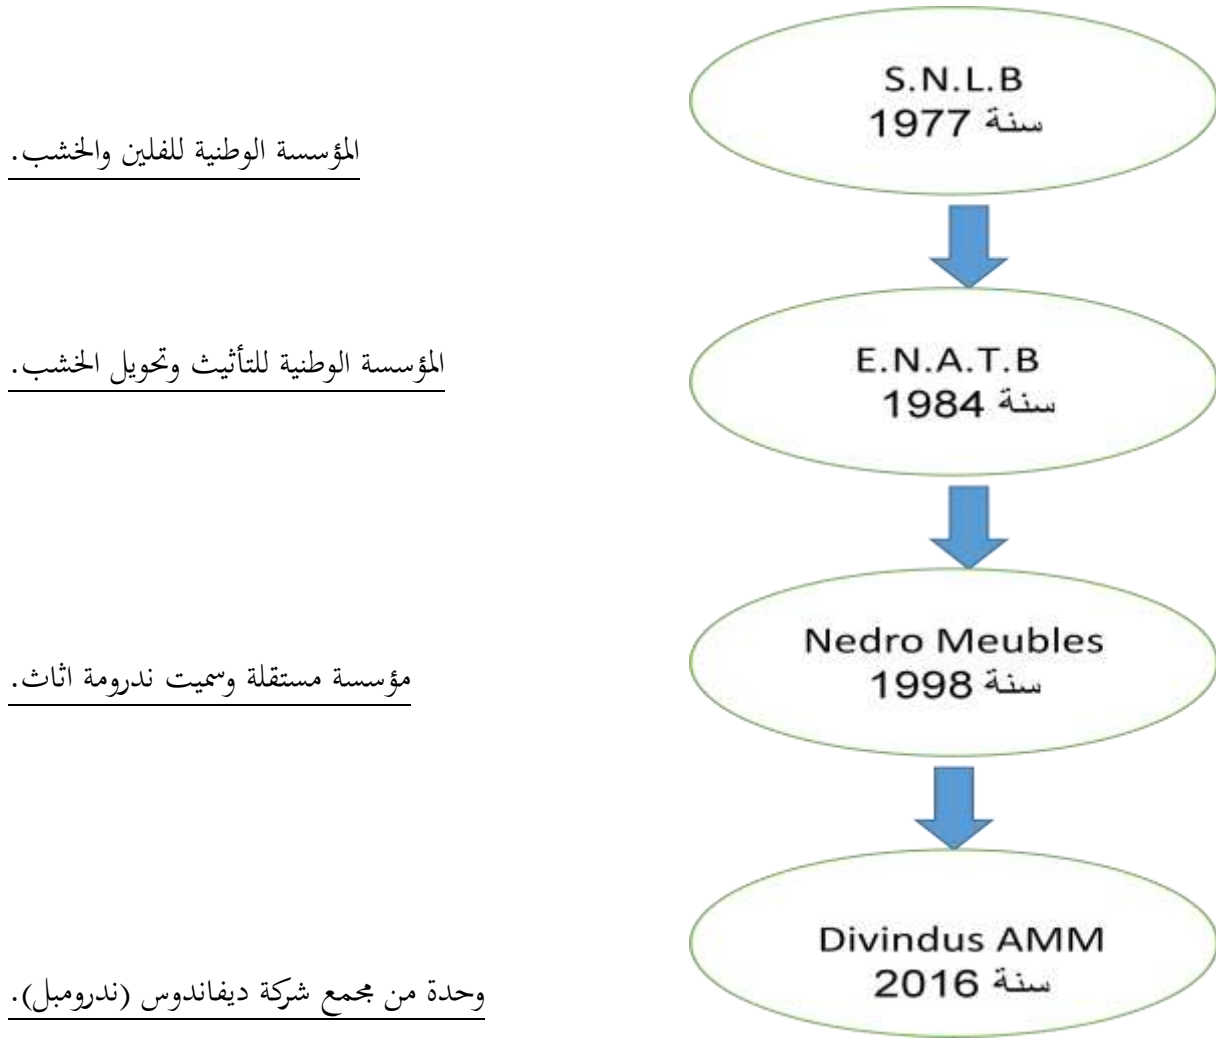 S.N.L.B
سنة 1977
المؤسسة الوطنية للفلين والخشب.
E.N.A.T.B
سنة 1984
المؤسسة الوطنية للتأثيث وتحويل الخشب.
Nedro Meubles
سنة 1998
مؤسسة مستقلة وسميت ندرومة اثاث.
Divindus AMM
سنة 2016
وحدة من مجمع شركة ديفاندوس (ندرومبل).